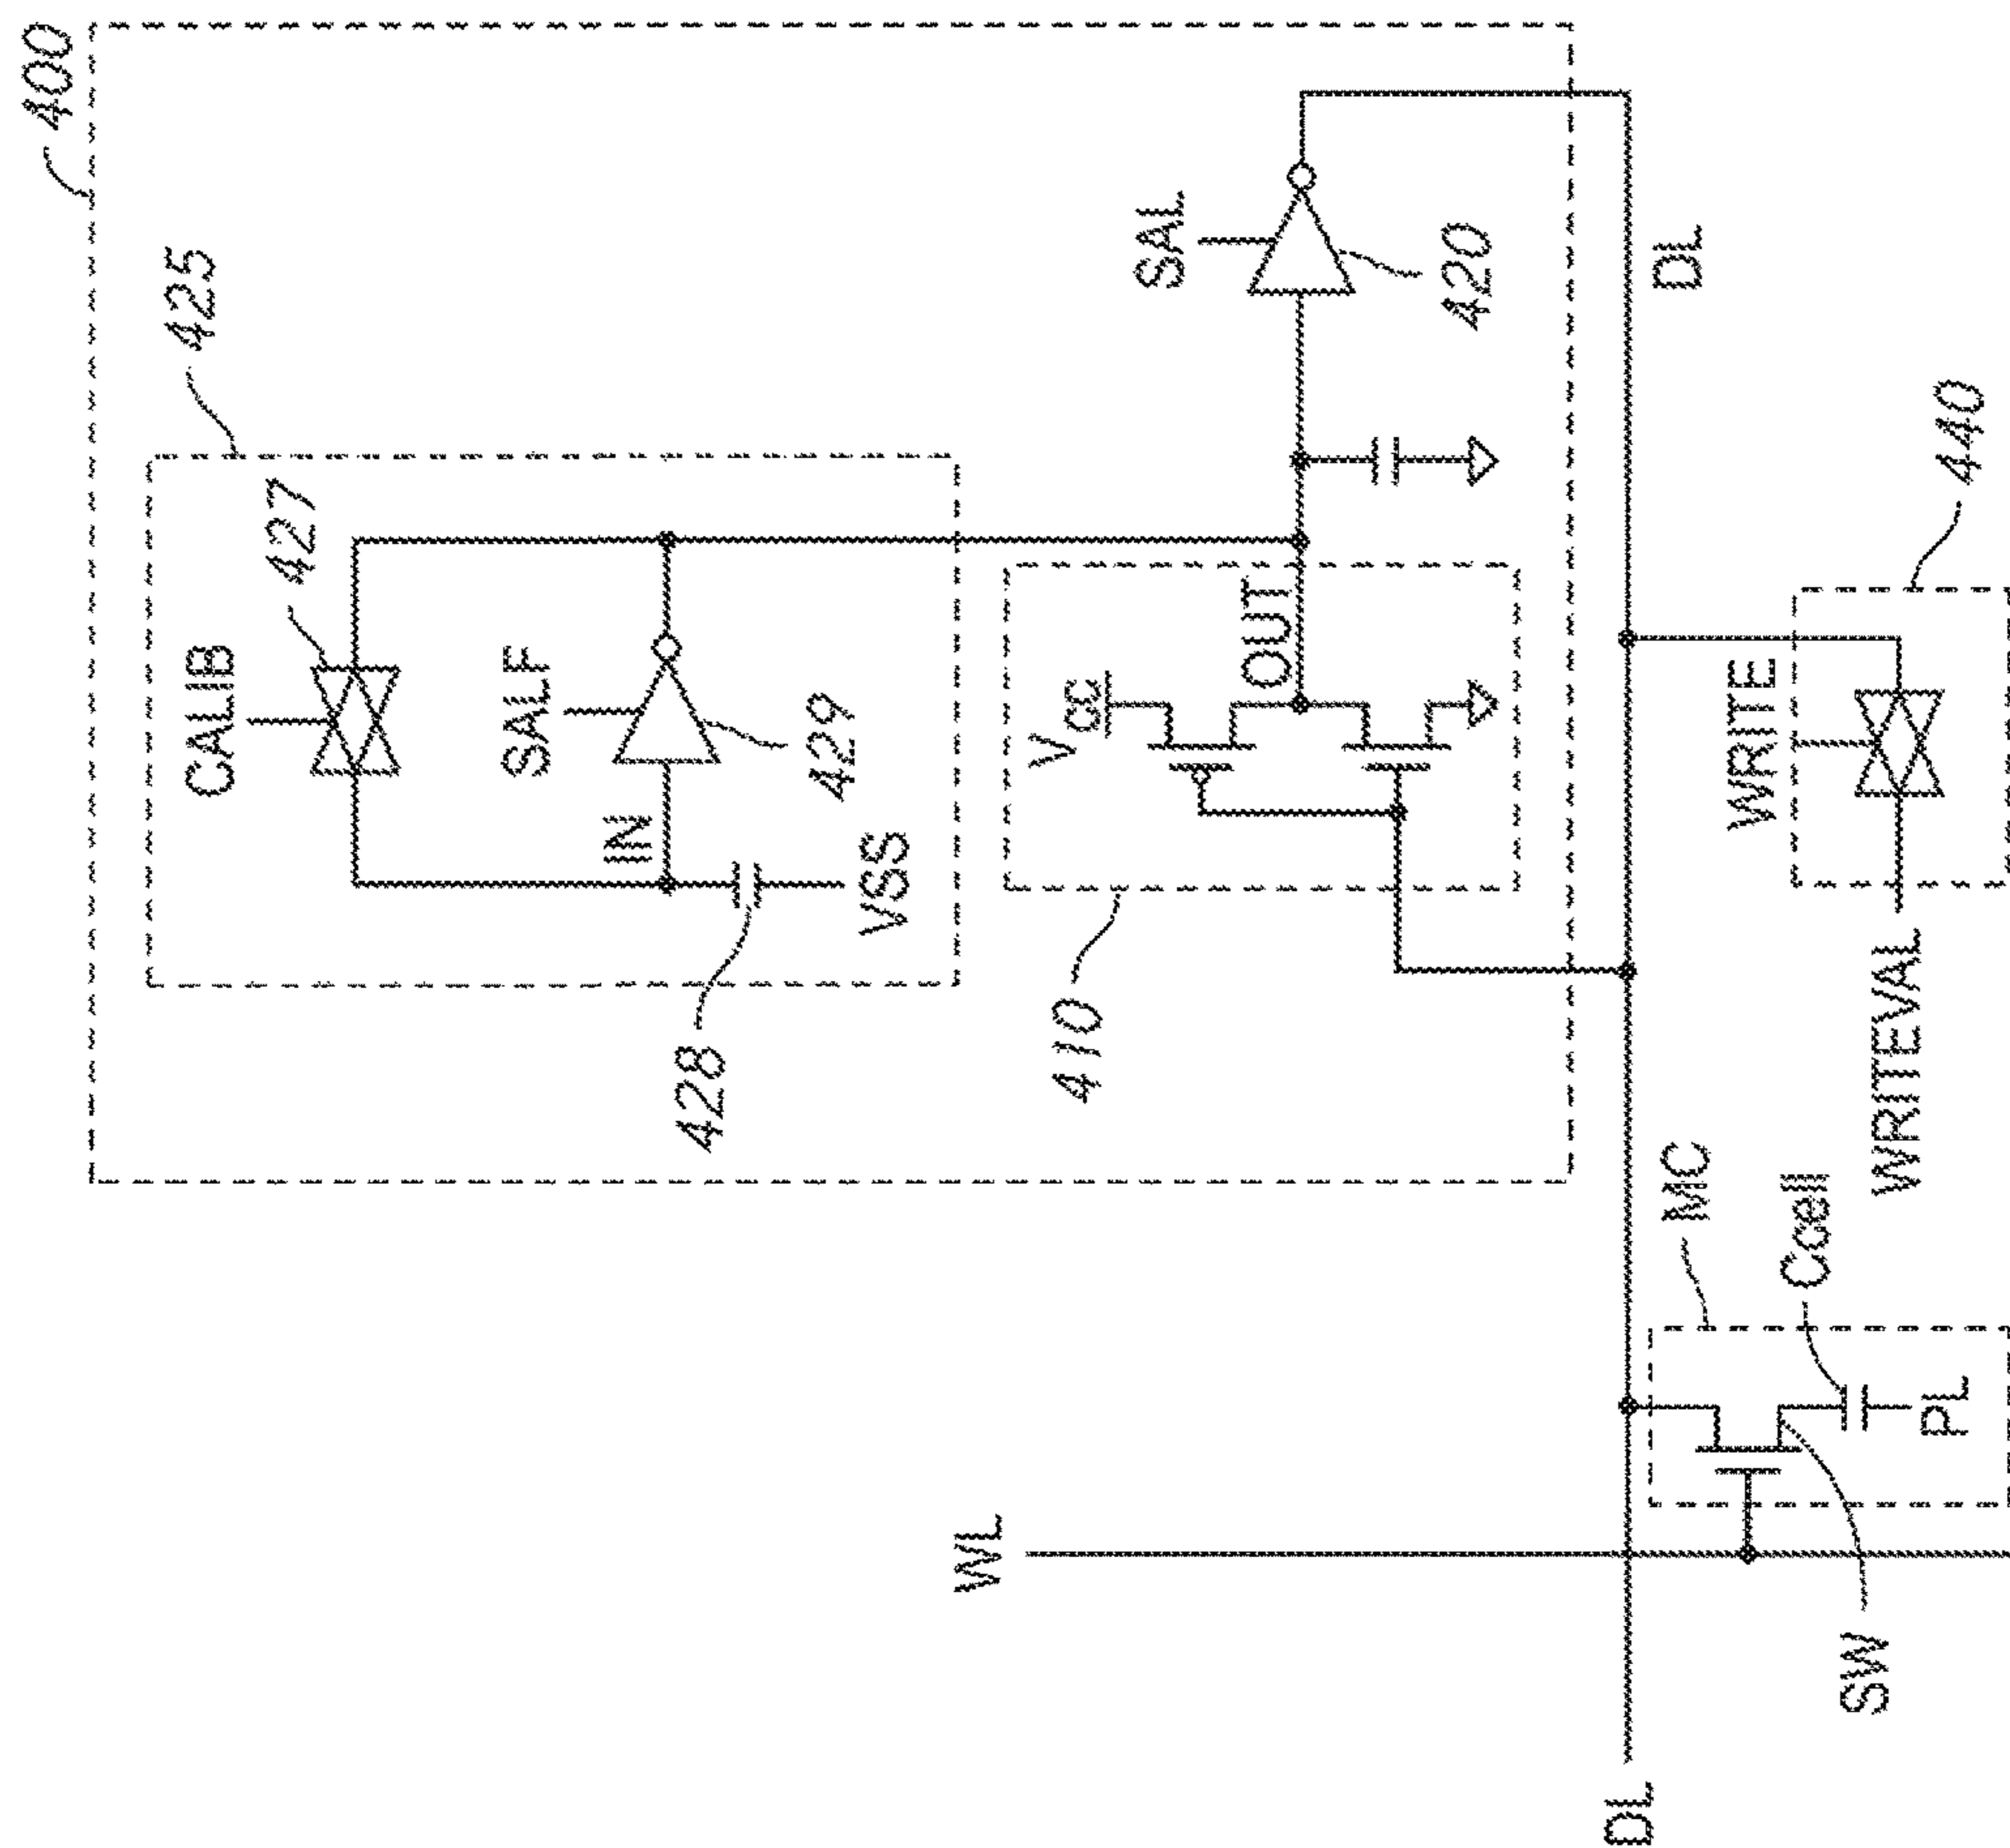 400
425
CALIB
427
SALF
429
IN
428
VSS
SAL
420
VCC
OUT
410
DL
WRITE
440
WRITEVAL
MC
Ccell
PL
WL
SW
DL